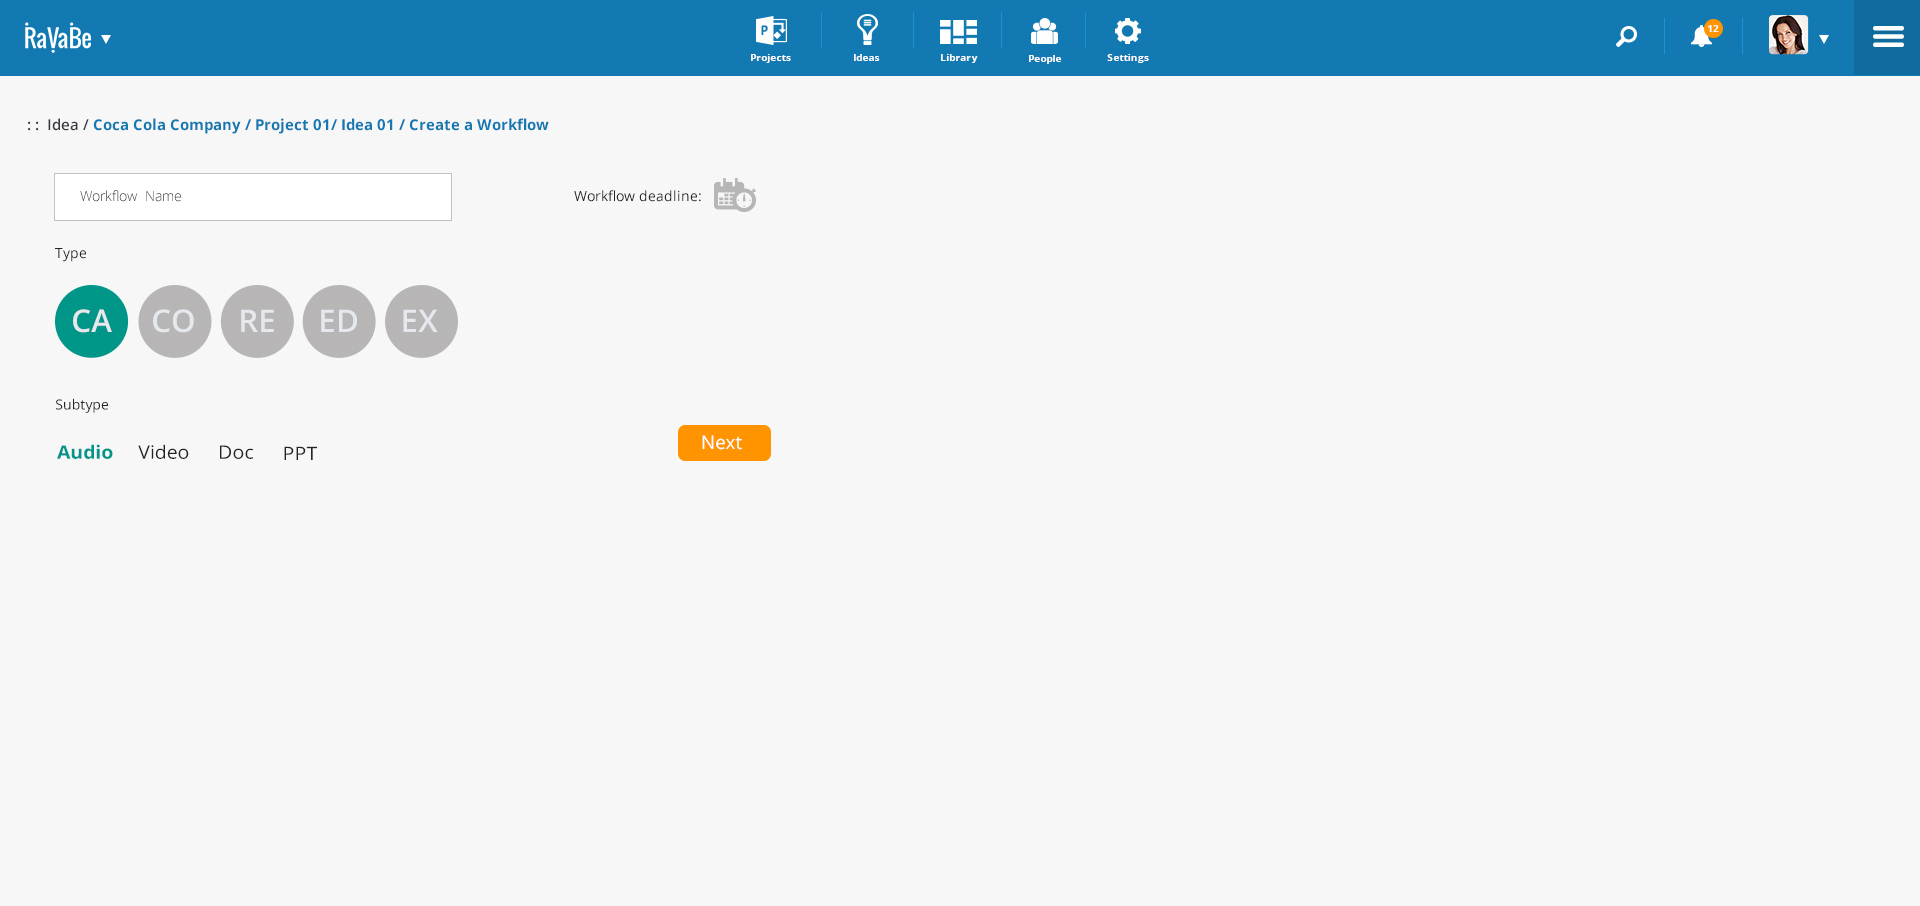 RaVaBe
P
Projects
Ideas
Library
People
Settings
12
: : Idea / Coca Cola Company / Project 01/ Idea 01 / Create a Workflow
Workflow Name
Workflow deadline:
Type
CA CO RE ED EX
Subtype
Audio Video Doc PPT
Next